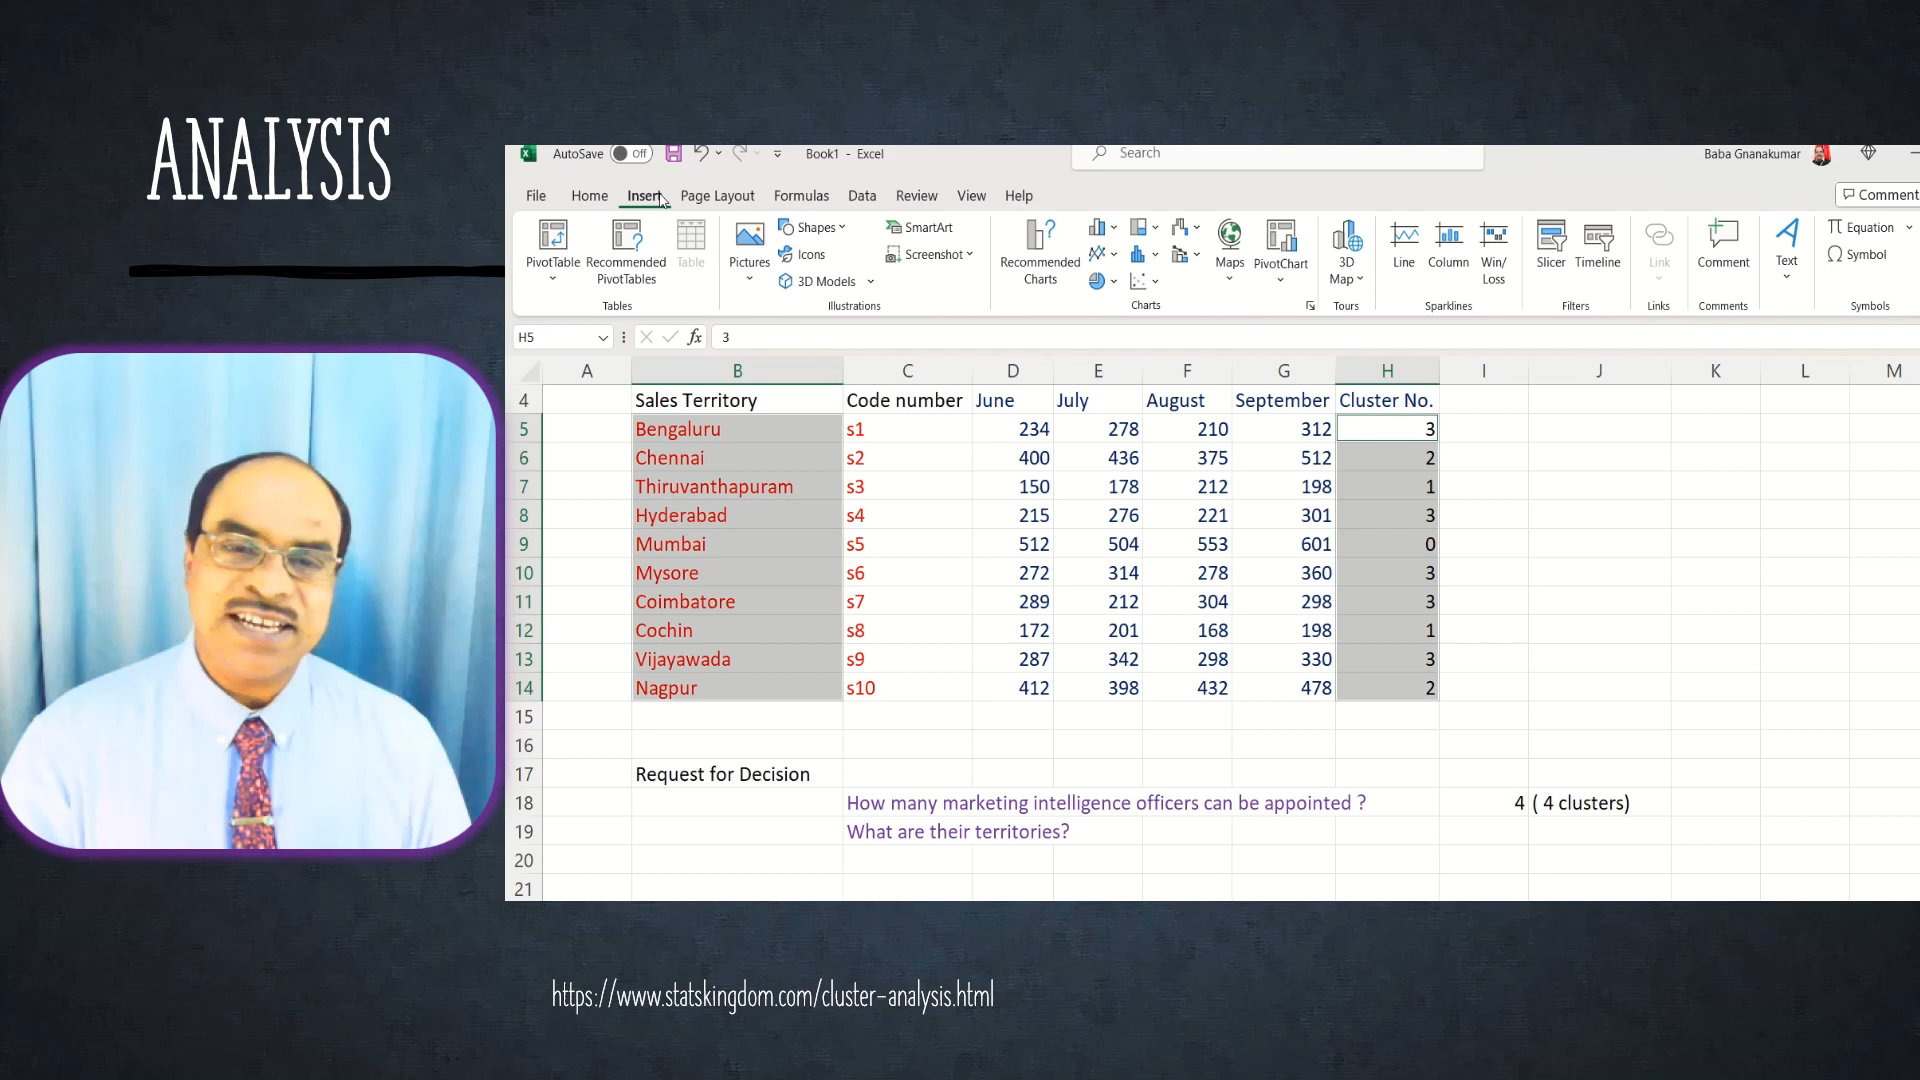 ANALYSIS
AutoSave Off Book1 - Excel Search Baba Gnanakumar
File Home Insert Page Layout Formulas Data Review View Help Comment
PivotTable Recommended PivotTables Table Pictures Shapes Icons 3D Models SmartArt Screenshot Recommended Charts Maps PivotChart 3D Map Line Column Win/Loss Slicer Timeline Link Comment Text Equation Symbol
Tables Illustrations Charts Tours Sparklines Filters Links Comments Symbols
H5 fx 3
A B C D E F G H I J K L M
4 Sales Territory Code number June July August September Cluster No.
5 Bengaluru s1 234 278 210 312 3
6 Chennai s2 400 436 375 512 2
7 Thiruvanthapuram s3 150 178 212 198 1
8 Hyderabad s4 215 276 221 301 3
9 Mumbai s5 512 504 553 601 0
10 Mysore s6 272 314 278 360 3
11 Coimbatore s7 289 212 304 298 3
12 Cochin s8 172 201 168 198 1
13 Vijayawada s9 287 342 298 330 3
14 Nagpur s10 412 398 432 478 2
15
16
17 Request for Decision
18 How many marketing intelligence officers can be appointed ? 4 ( 4 clusters)
19 What are their territories?
20
21
https://www.statskingdom.com/cluster-analysis.html